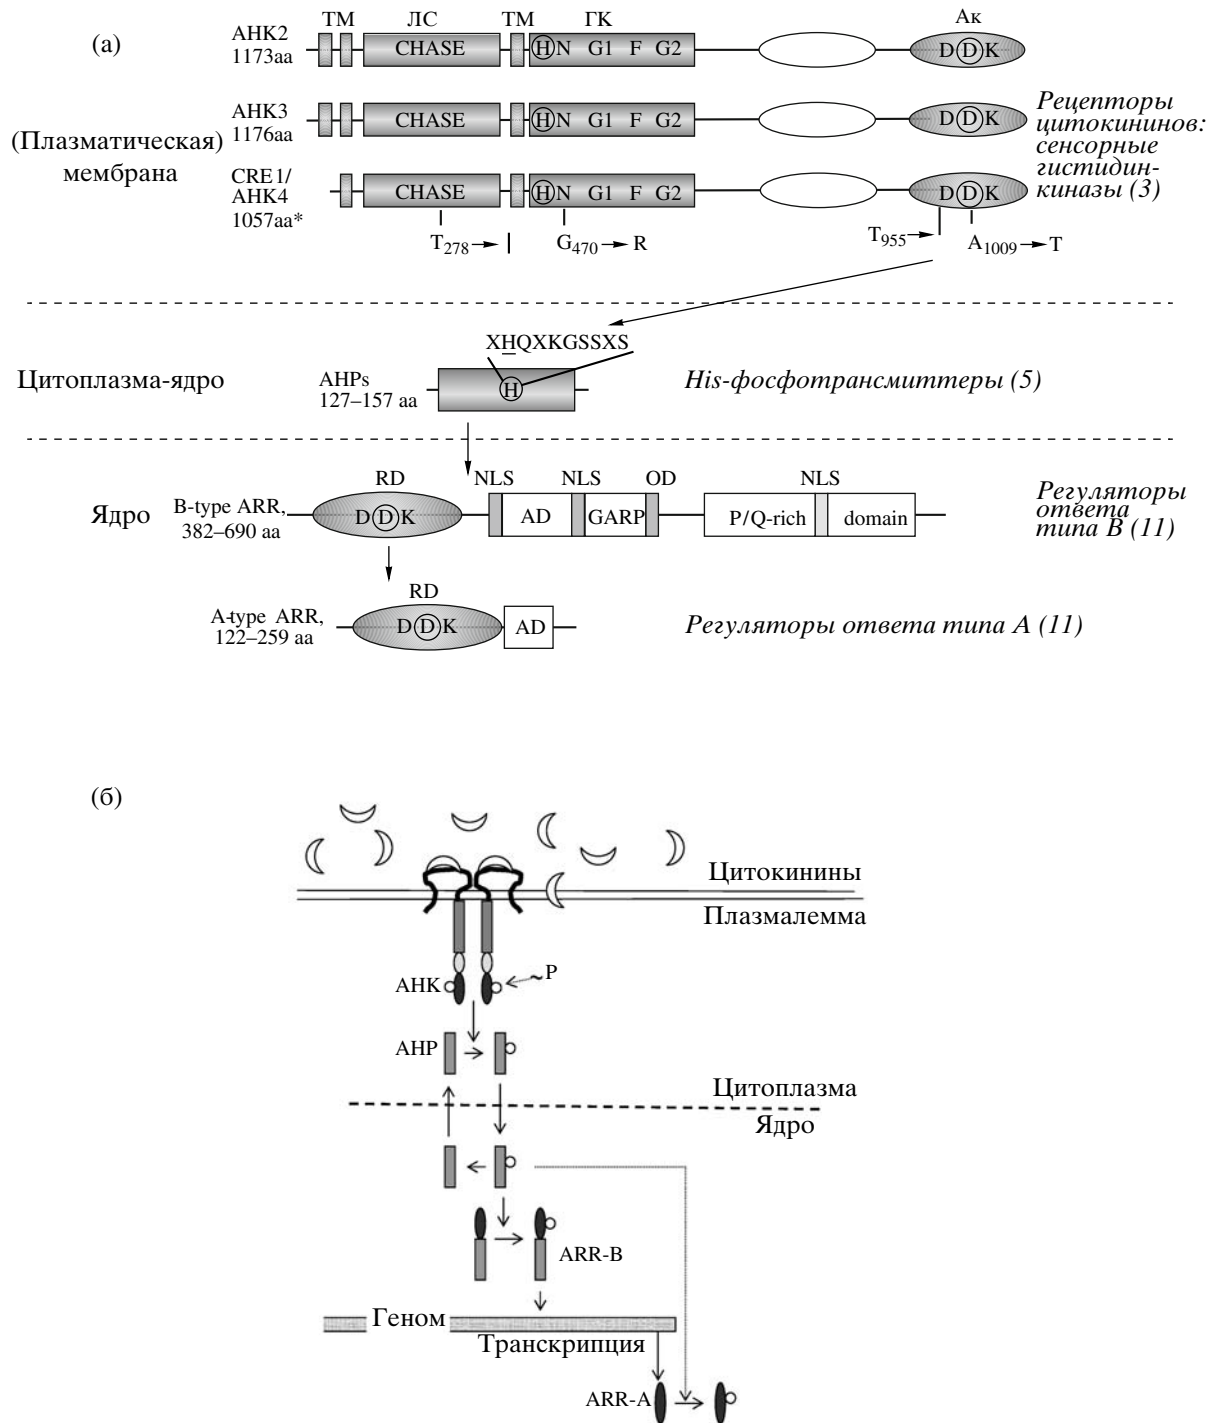 (а)
ТМ ЛС ТМ ГК Ак
AHK2
1173aa
CHASE H N G1 F G2 D D K
AHK3
1176aa
CHASE H N G1 F G2 D D K
(Плазматическая)
мембрана
CRE1/
AHK4
1057aa*
CHASE H N G1 F G2 D D K
Рецепторы
цитокининов:
сенсорные
гистидин-
киназы (3)
T278 I G470 R T955 A1009 T
XHQXKGSSXS
Цитоплазма-ядро
AHPs
127–157 aa
H
His-фосфотрансмиттеры (5)
Ядро
B-type ARR,
382–690 aa
RD NLS NLS OD NLS
D D K AD GARP P/Q-rich domain
Регуляторы
ответа
типа В (11)
A-type ARR,
122–259 aa
RD
D D K AD
Регуляторы ответа типа А (11)
(б)
Цитокинины
Плазмалемма
AHK
~P
AHP
Цитоплазма
Ядро
ARR-B
Геном
Транскрипция
ARR-A